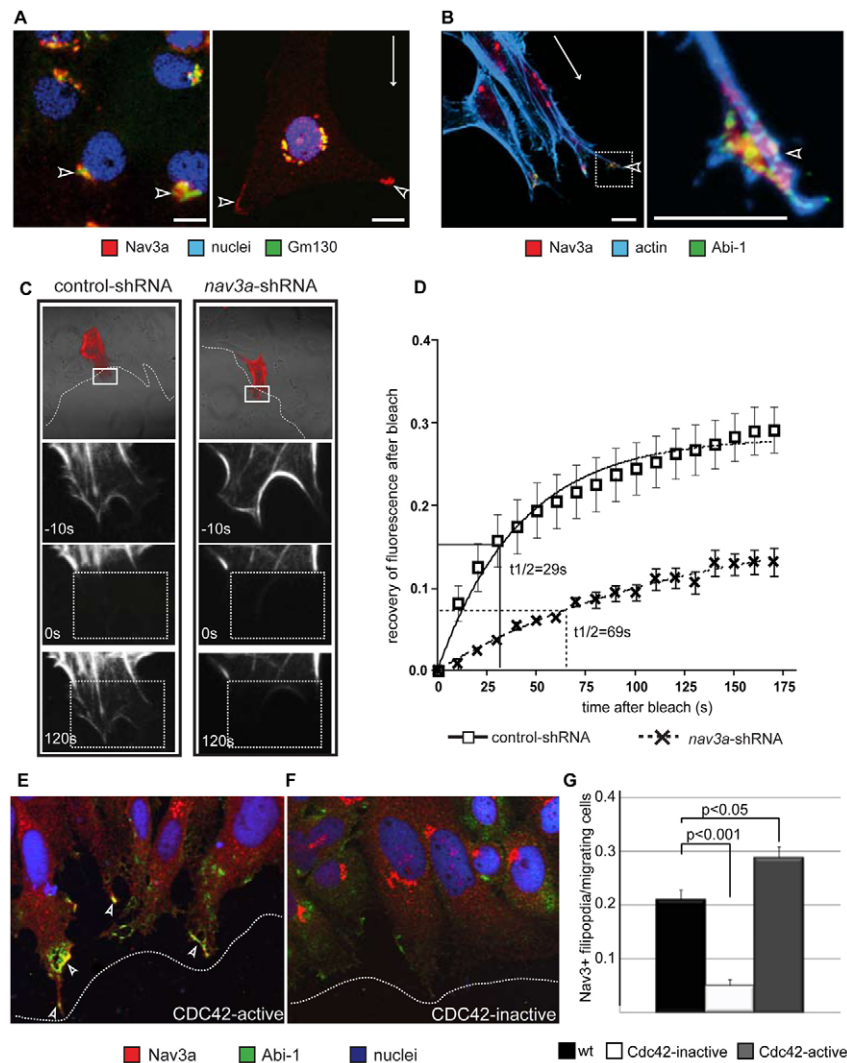 A
B
Nav3a nuclei Gm130
Nav3a actin Abi-1
C
control-shRNA nav3a-shRNA
-10s -10s
0s 0s
120s 120s
D
recovery of fluorescence after bleach
0.4
0.3
0.2
0.1
0.0
t1/2=29s
t1/2=69s
0 25 50 75 100 125 150 175
time after bleach (s)
control-shRNA nav3a-shRNA
E
CDC42-active
F
CDC42-inactive
Nav3a Abi-1 nuclei
G
Nav3+ filipopdia/migrating cells
0.4
0.3
0.2
0.1
p<0.05
p<0.001
wt Cdc42-inactive Cdc42-active